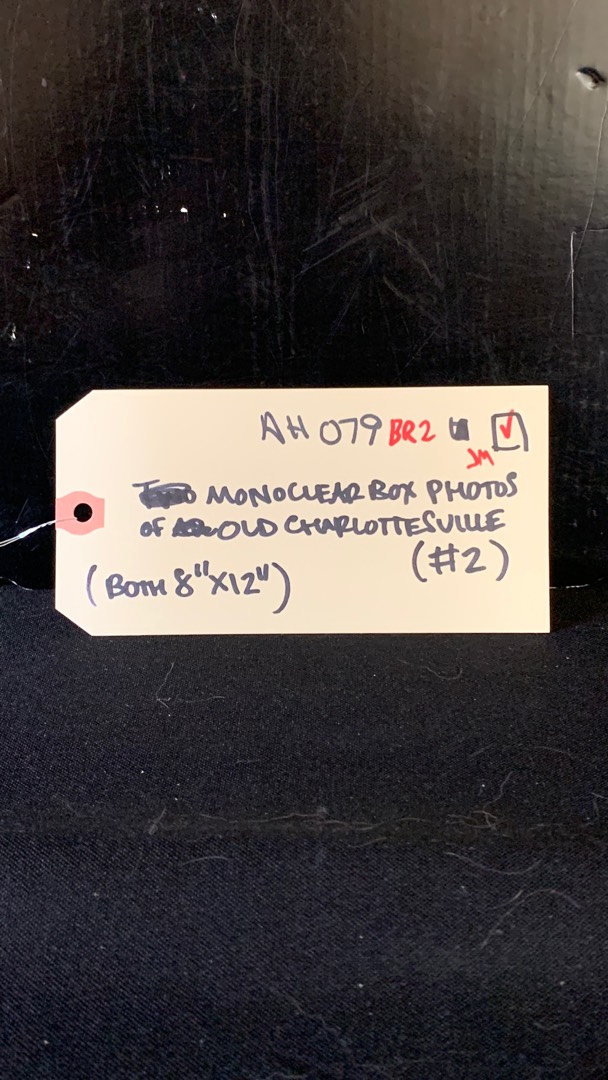 AH 079 BR2 ✓
JM
MONOCLEAR BOX PHOTOS
OF OLD CHARLOTTESVILLE
(BOTH 8"X12") (#2)